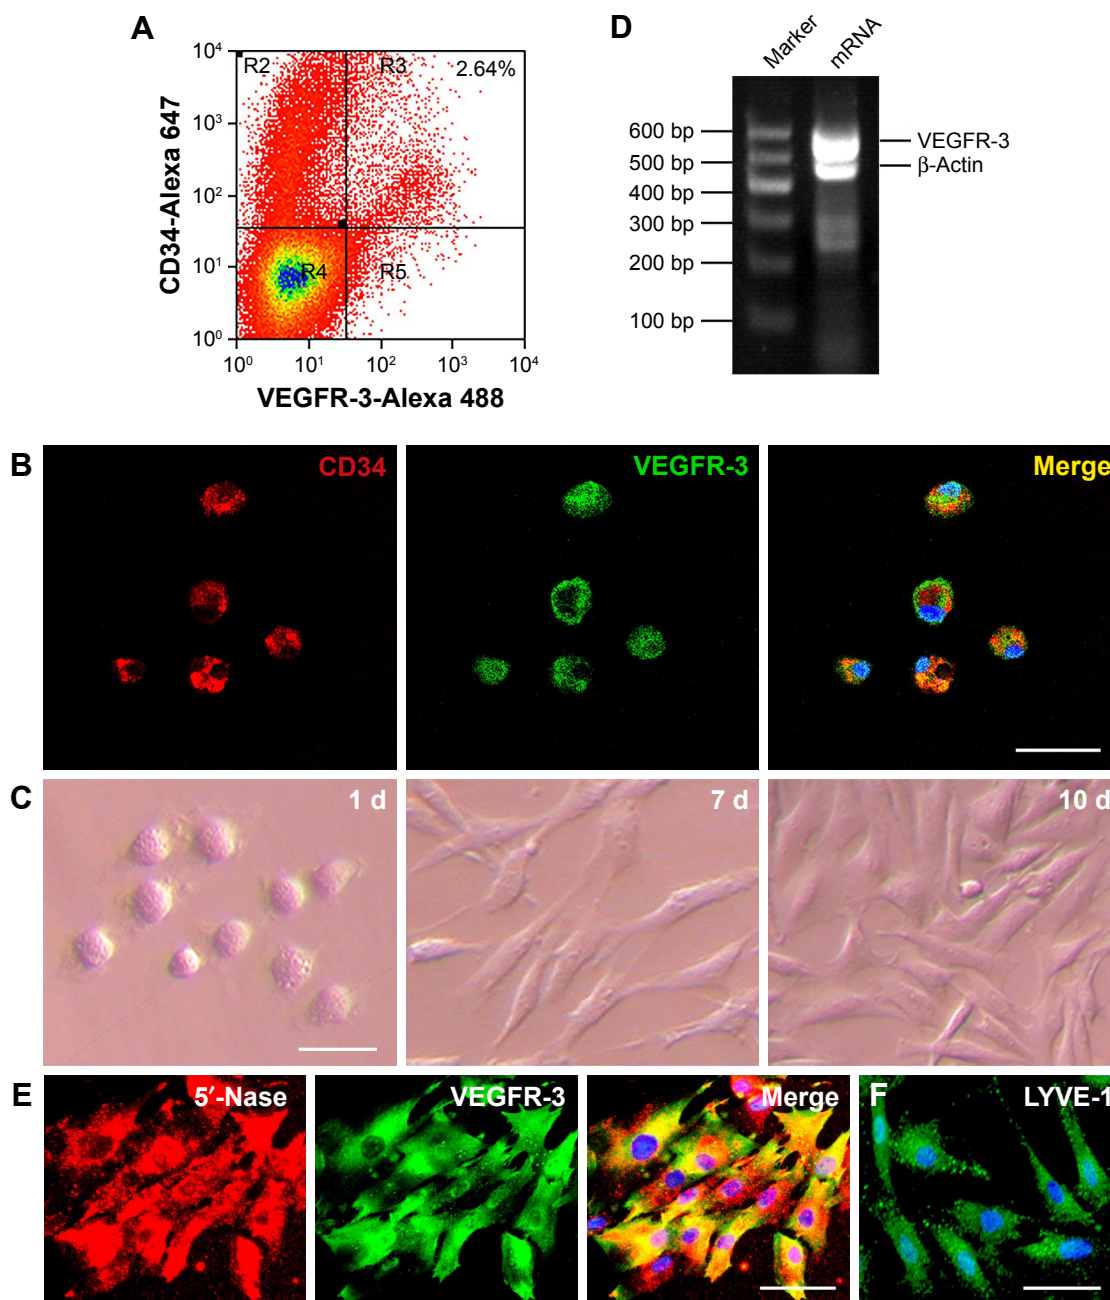 A
CD34-Alexa 647
10⁴
10³
10²
10¹
10⁰
R2
R3
2.64%
R4
R5
10⁰ 10¹ 10² 10³ 10⁴
VEGFR-3-Alexa 488
D
Marker
mRNA
600 bp
500 bp
400 bp
300 bp
200 bp
100 bp
VEGFR-3
β-Actin
B
CD34
VEGFR-3
Merge
C
1 d
7 d
10 d
E
5′-Nase
VEGFR-3
Merge
F
LYVE-1